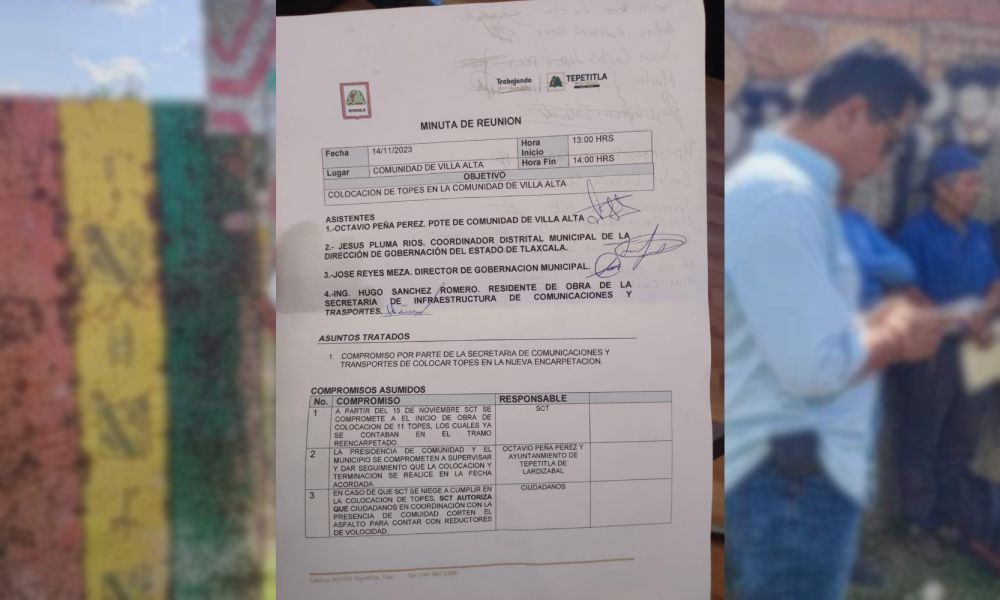 Trabajando
TEPETITLA
MINUTA DE REUNION
Fecha 14/11/2023 Hora Inicio 13:00 HRS
Lugar COMUNIDAD DE VILLA ALTA Hora Fin 14:00 HRS
OBJETIVO
COLOCACION DE TOPES EN LA COMUNIDAD DE VILLA ALTA
ASISTENTES
1.-OCTAVIO PEÑA PEREZ. PDTE DE COMUNIDAD DE VILLA ALTA
2.- JESUS PLUMA RIOS. COORDINADOR DISTRITAL MUNICIPAL DE LA
DIRECCIÓN DE GOBERNACIÓN DEL ESTADO DE TLAXCALA.
3.-JOSE REYES MEZA. DIRECTOR DE GOBERNACION MUNICIPAL.
4.-ING. HUGO SANCHEZ ROMERO. RESIDENTE DE OBRA DE LA
SECRETARIA DE INFRAESTRUCTURA DE COMUNICACIONES Y
TRASPORTES.
ASUNTOS TRATADOS
1. COMPROMISO POR PARTE DE LA SECRETARIA DE COMUNICACIONES Y
TRANSPORTES DE COLOCAR TOPES EN LA NUEVA ENCARPETACION.
COMPROMISOS ASUMIDOS
No. COMPROMISO RESPONSABLE
1 A PARTIR DEL 15 DE NOVIEMBRE SCT SE SCT
COMPROMETE A EL INICIO DE OBRA DE
COLOCACION DE 11 TOPES, LOS CUALES YA
SE CONTABAN EN EL TRAMO
REENCARPETADO.
2 LA PRESIDENCIA DE COMUNIDAD Y EL OCTAVIO PEÑA PEREZ Y
MUNICIPIO SE COMPROMETEN A SUPERVISAR AYUNTANMIENTO DE
Y DAR SEGUIMIENTO QUE LA COLOCACION Y TEPETITLA DE
TERMINACION SE REALICE EN LA FECHA LARDIZABAL
ACORDADA.
3 EN CASO DE QUE SCT SE NIEGE A CUMPLIR EN CIUDADANOS
LA COLOCACION DE TOPES, SCT AUTORIZA
QUE CIUDADANOS EN COORDINACIÓN CON LA
PRESENCIA DE COMUIDAD CORTEN EL
ASFALTO PARA CONTAR CON REDUCTORES
DE VOLOCIDAD.